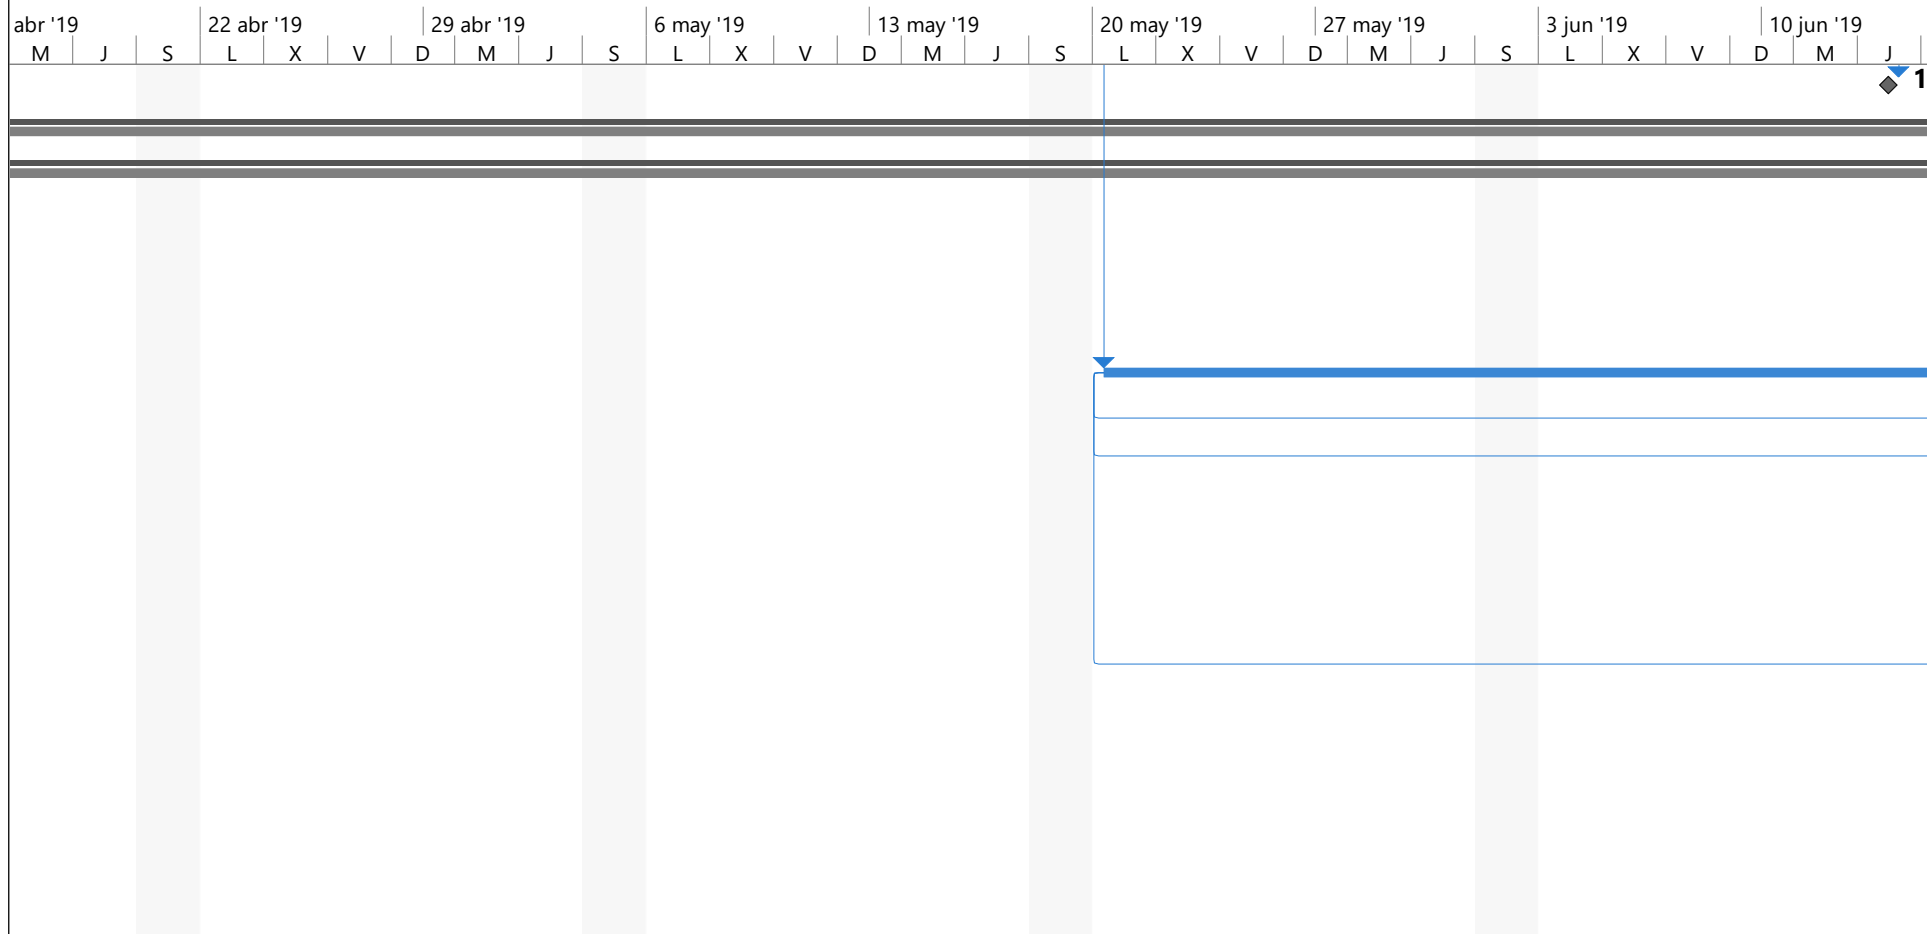 abr '19 22 abr '19 29 abr '19 6 may '19 13 may '19 20 may '19 27 may '19 3 jun '19 10 jun '19
M J S L X V D M J S L X V D M J S L X V D M J S L X V D M J
1